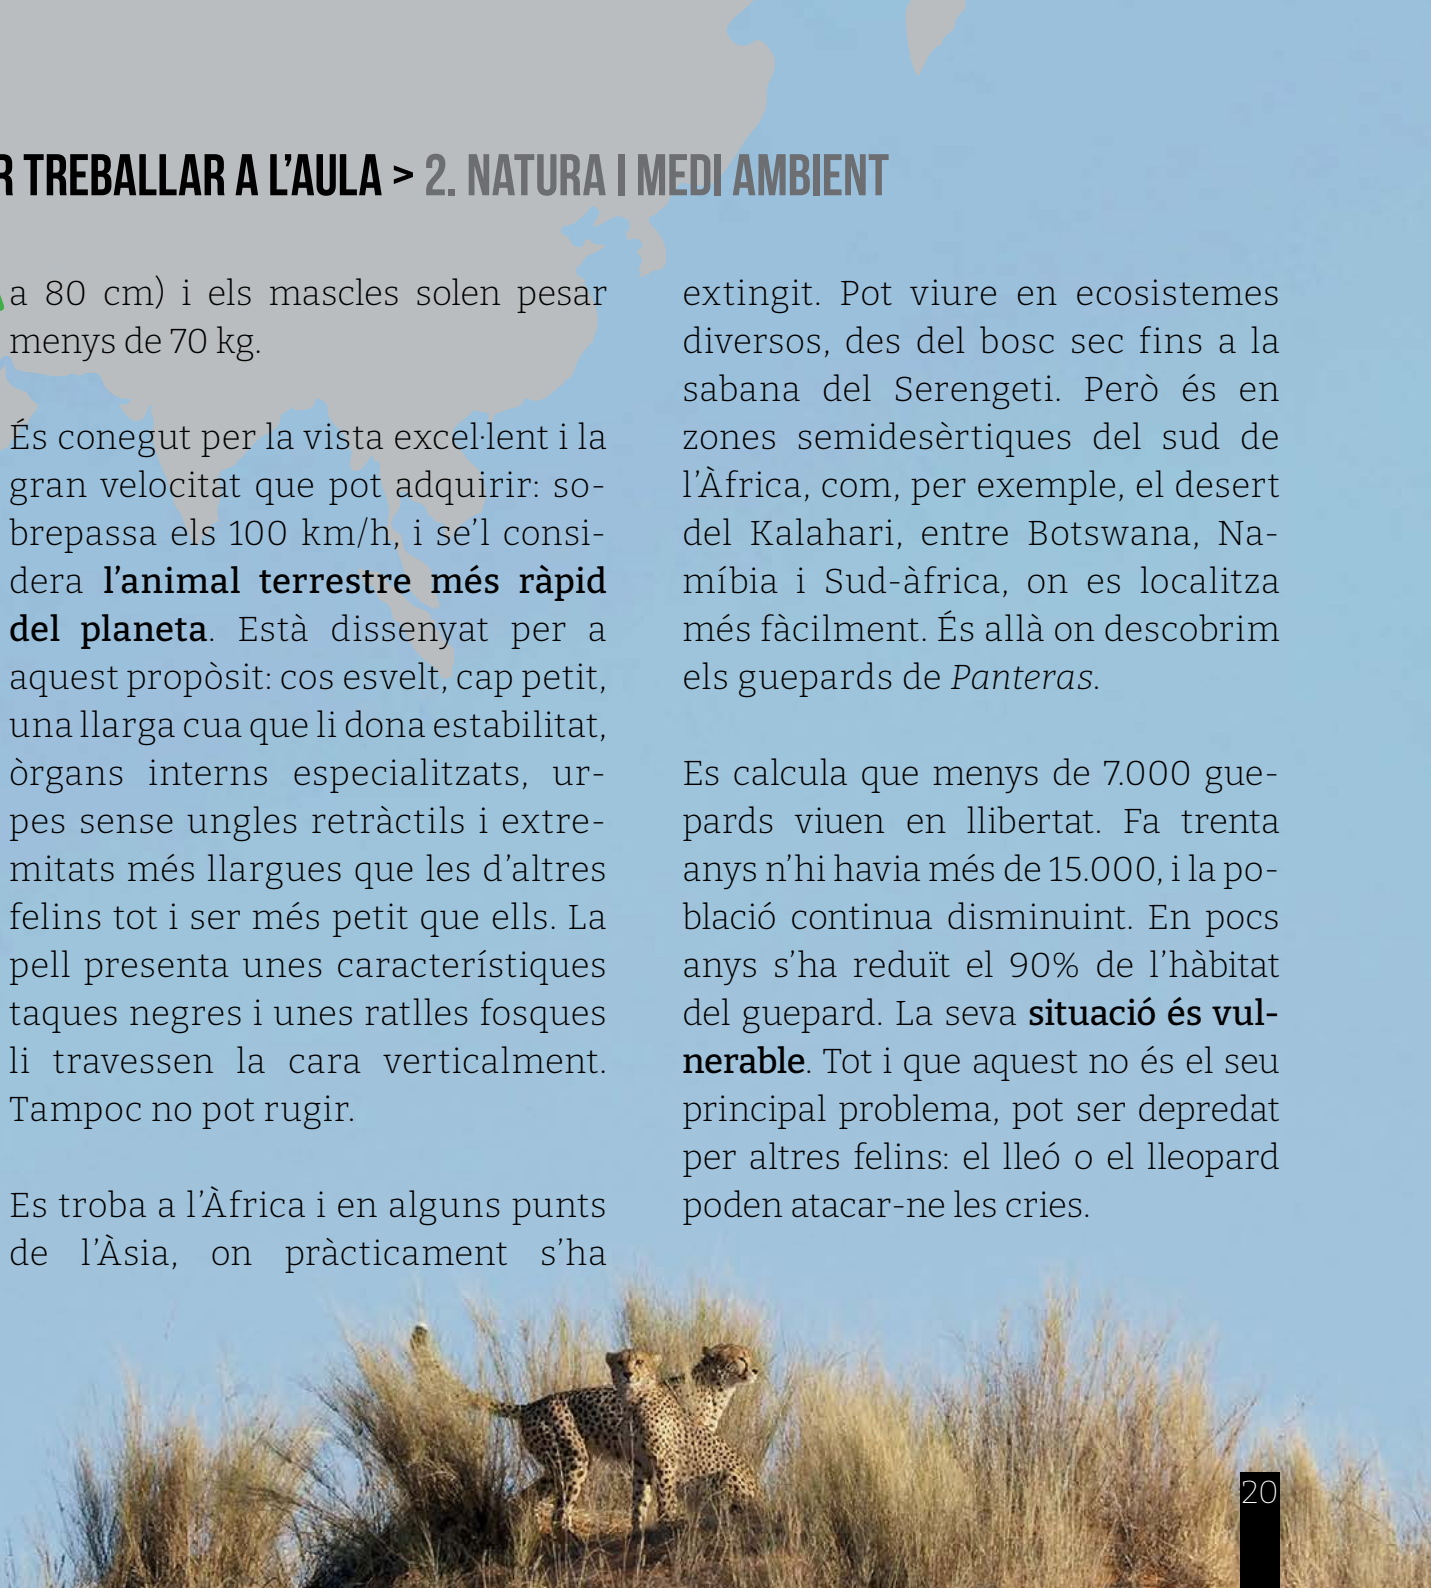 TREBALLAR A L'AULA > 2. NATURA I MEDI AMBIENT
a 80 cm) i els mascles solen pesar
menys de 70 kg.
És conegut per la vista excel·lent i la
gran velocitat que pot adquirir: so-
brepassa els 100 km/h, i se'l consi-
dera l'animal terrestre més ràpid
del planeta. Està dissenyat per a
aquest propòsit: cos esvelt, cap petit,
una llarga cua que li dona estabilitat,
òrgans interns especialitzats, ur-
pes sense ungles retràctils i extre-
mitats més llargues que les d'altres
felins tot i ser més petit que ells. La
pell presenta unes característiques
taques negres i unes ratlles fosques
li travessen la cara verticalment.
Tampoc no pot rugir.
Es troba a l'Àfrica i en alguns punts
de l'Àsia, on pràcticament s'ha
extingit. Pot viure en ecosistemes
diversos, des del bosc sec fins a la
sabana del Serengeti. Però és en
zones semidesèrtiques del sud de
l'Àfrica, com, per exemple, el desert
del Kalahari, entre Botswana, Na-
míbia i Sud-àfrica, on es localitza
més fàcilment. És allà on descobrim
els guepards de Panteras.
Es calcula que menys de 7.000 gue-
pards viuen en llibertat. Fa trenta
anys n'hi havia més de 15.000, i la po-
blació continua disminuint. En pocs
anys s'ha reduït el 90% de l'hàbitat
del guepard. La seva situació és vul-
nerable. Tot i que aquest no és el seu
principal problema, pot ser depredat
per altres felins: el lleó o el lleopard
poden atacar-ne les cries.
20